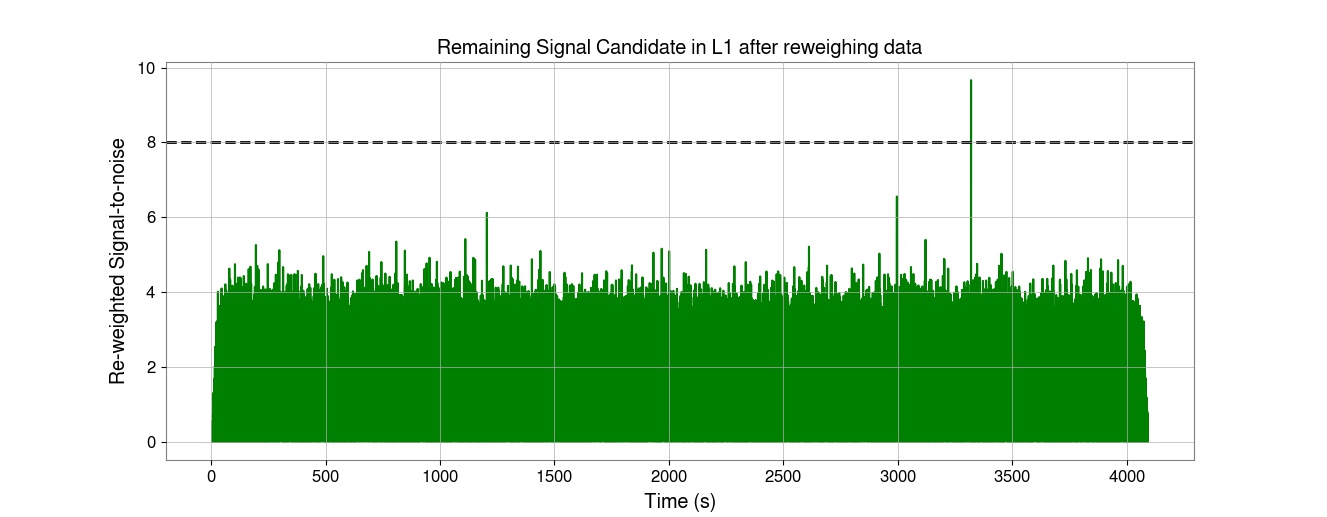 Remaining Signal Candidate in L1 after reweighing data
10
8
6
4
2
0
Re-weighted Signal-to-noise
0 500 1000 1500 2000 2500 3000 3500 4000
Time (s)